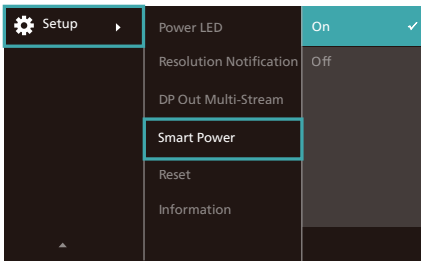 Setup
Power LED
On
Resolution Notification
Off
DP Out Multi-Stream
Smart Power
Reset
Information